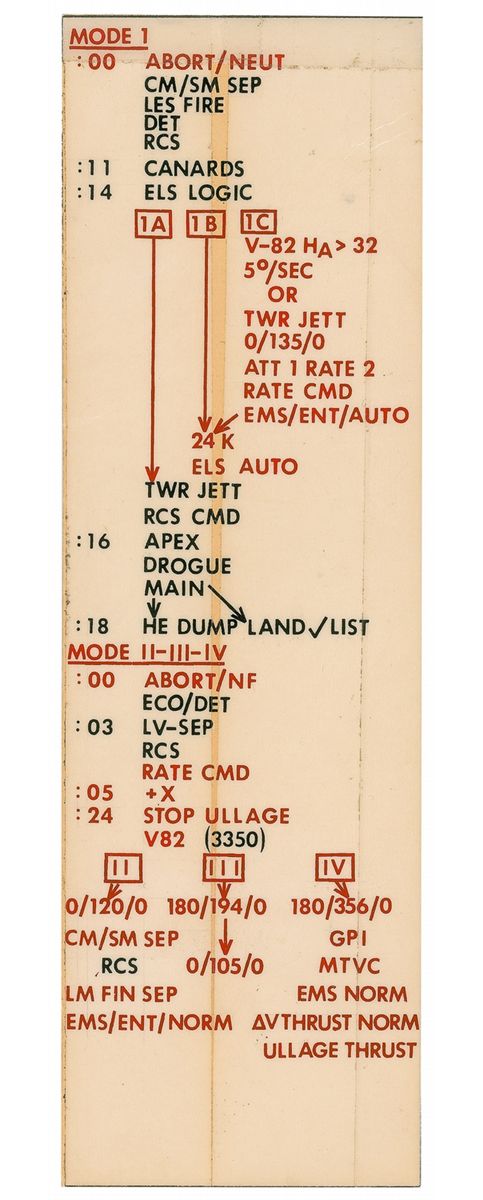 MODE 1
:00 ABORT/NEUT
CM/SM SEP
LES FIRE
DET
RCS
:11 CANARDS
:14 ELS LOGIC
1A 1B 1C
V-82 HA > 32
5°/SEC
OR
TWR JETT
0/135/0
ATT 1 RATE 2
RATE CMD
EMS/ENT/AUTO
24 K
ELS AUTO
TWR JETT
RCS CMD
:16 APEX
DROGUE
MAIN
:18 HE DUMP LAND ✓ LIST
MODE II-III-IV
:00 ABORT/NF
ECO/DET
:03 LV-SEP
RCS
RATE CMD
:05 +X
:24 STOP ULLAGE
V82 (3350)
II III IV
0/120/0 180/194/0 180/356/0
CM/SM SEP GPI
RCS 0/105/0 MTVC
LM FIN SEP EMS NORM
EMS/ENT/NORM ΔVTHRUST NORM
ULLAGE THRUST